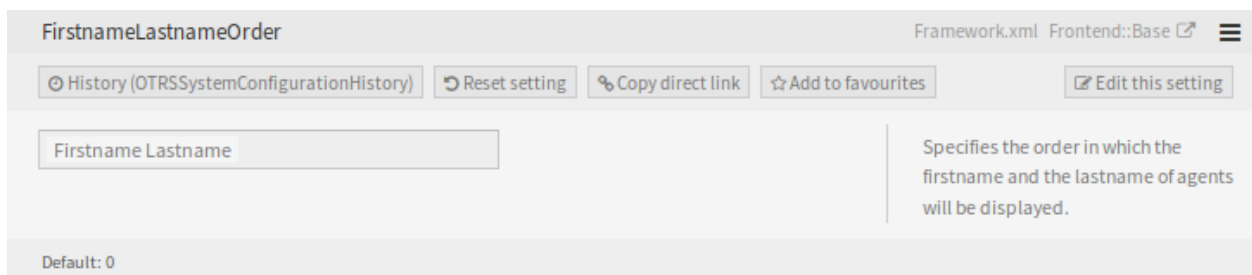 FirstnameLastnameOrder
Framework.xml Frontend::Base
History (OTRSSystemConfigurationHistory) Reset setting Copy direct link Add to favourites Edit this setting
Firstname Lastname
Specifies the order in which the
firstname and the lastname of agents
will be displayed.
Default: 0